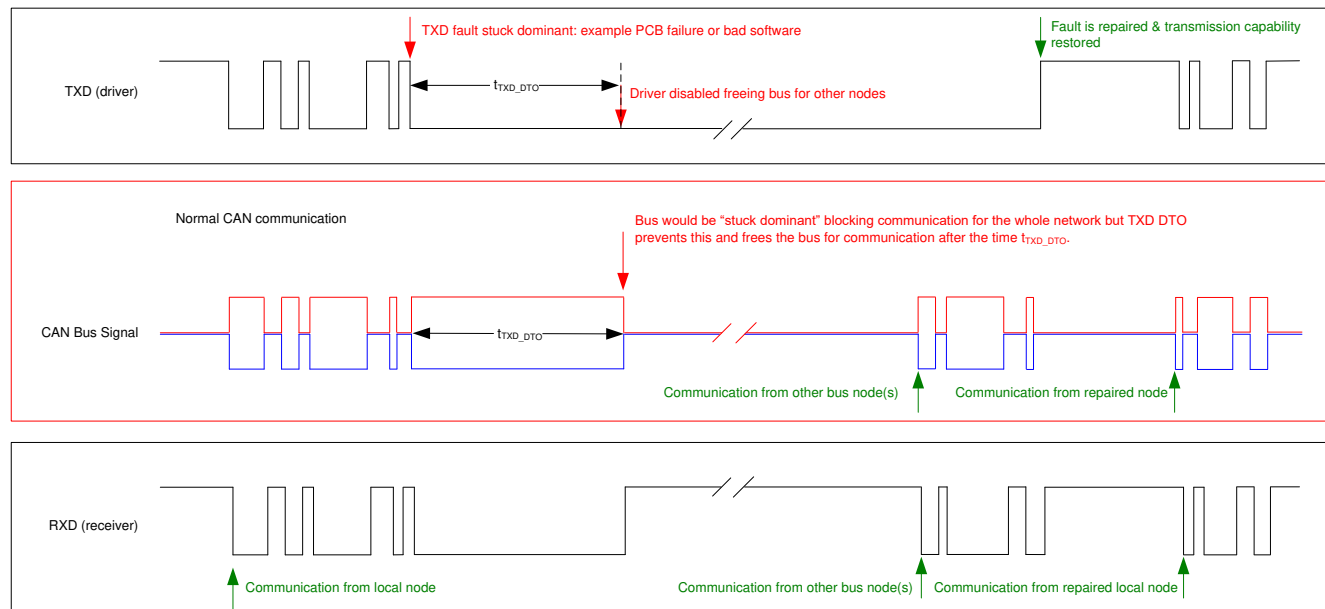 TXD fault stuck dominant: example PCB failure or bad software
Fault is repaired & transmission capability
restored
TXD (driver)
tTXD_DTO
Driver disabled freeing bus for other nodes
Normal CAN communication
Bus would be “stuck dominant” blocking communication for the whole network but TXD DTO
prevents this and frees the bus for communication after the time tTXD_DTO.
CAN Bus Signal
tTXD_DTO
Communication from other bus node(s)
Communication from repaired node
RXD (receiver)
Communication from local node
Communication from other bus node(s)
Communication from repaired local node